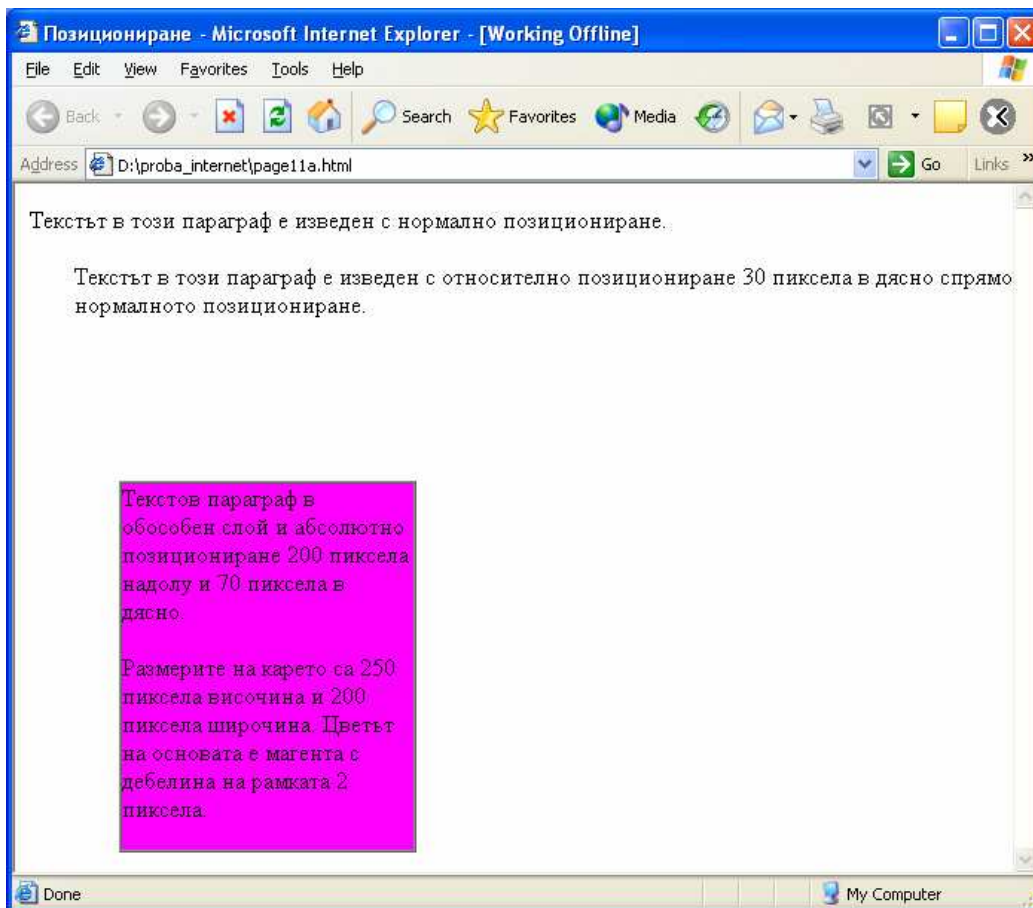 Позициониране - Microsoft Internet Explorer - [Working Offline]
File Edit View Favorites Tools Help
Back Search Favorites Media
Address D:\proba_internet\page11a.html Go Links »
Текстът в този параграф е изведен с нормално позициониране.
Текстът в този параграф е изведен с относително позициониране 30 пиксела в дясно спрямо
нормалното позициониране.
Текстов параграф в
обособен слой и абсолютно
позициониране 200 пиксела
надолу и 70 пиксела в
дясно.
Размерите на карето са 250
пиксела височина и 200
пиксела широчина. Цветът
на основата е магента с
дебелина на рамката 2
пиксела.
Done My Computer